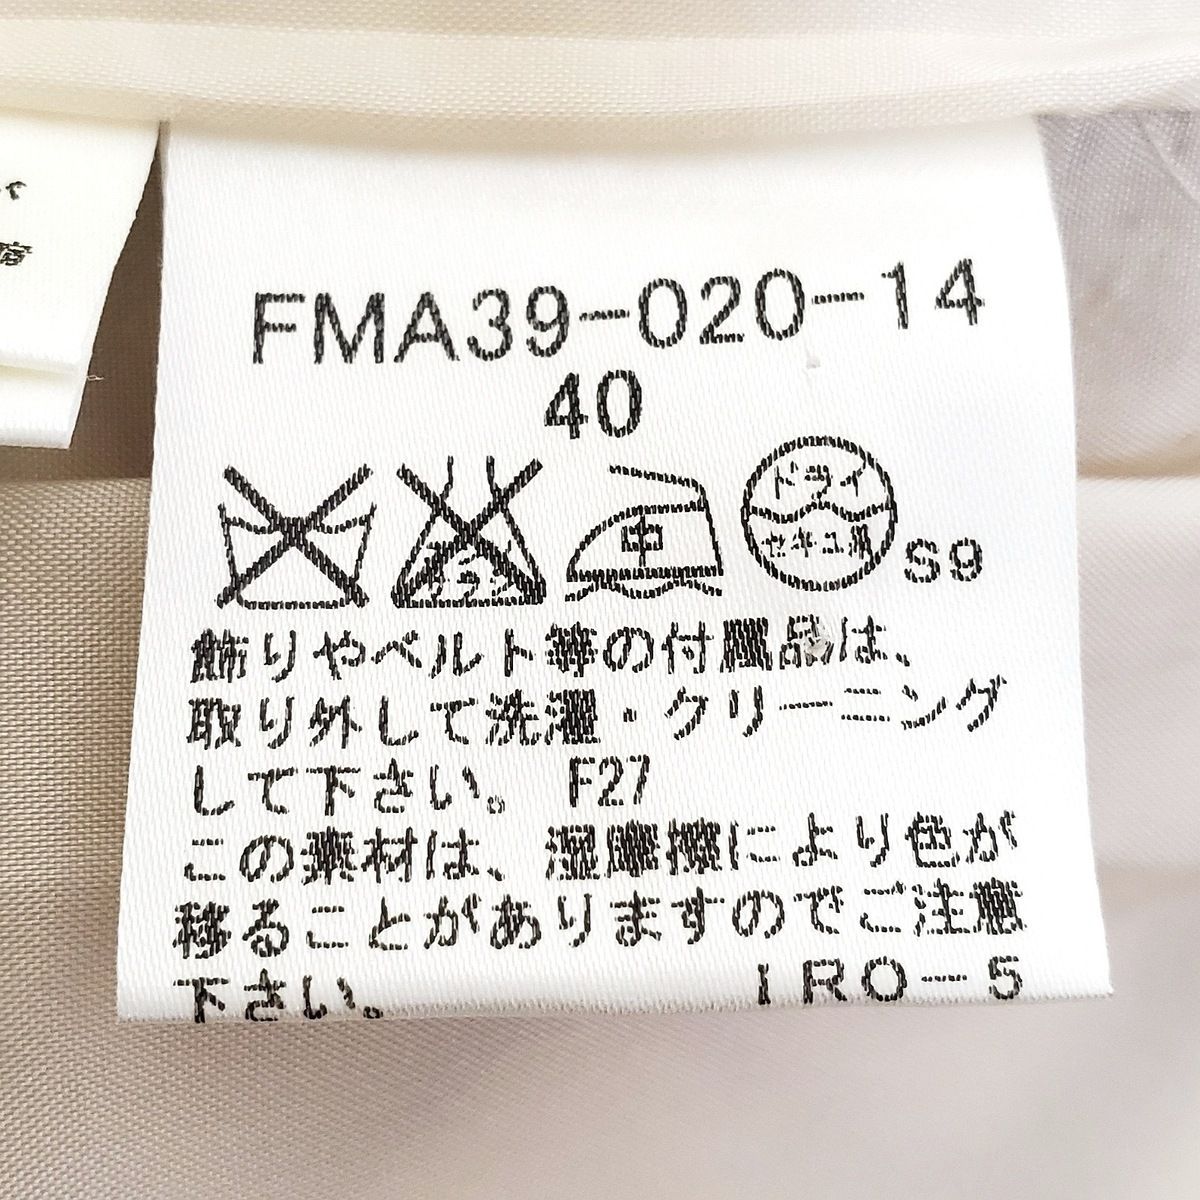 FMA39-020-14
40
中
ドライ
セキユ系
S9
飾りやベルト等の付属品は、
取り外して洗濯・クリーニング
して下さい。 F27
この素材は、湿摩擦により色が
移ることがありますのでご注意
下さい。 IRO-5